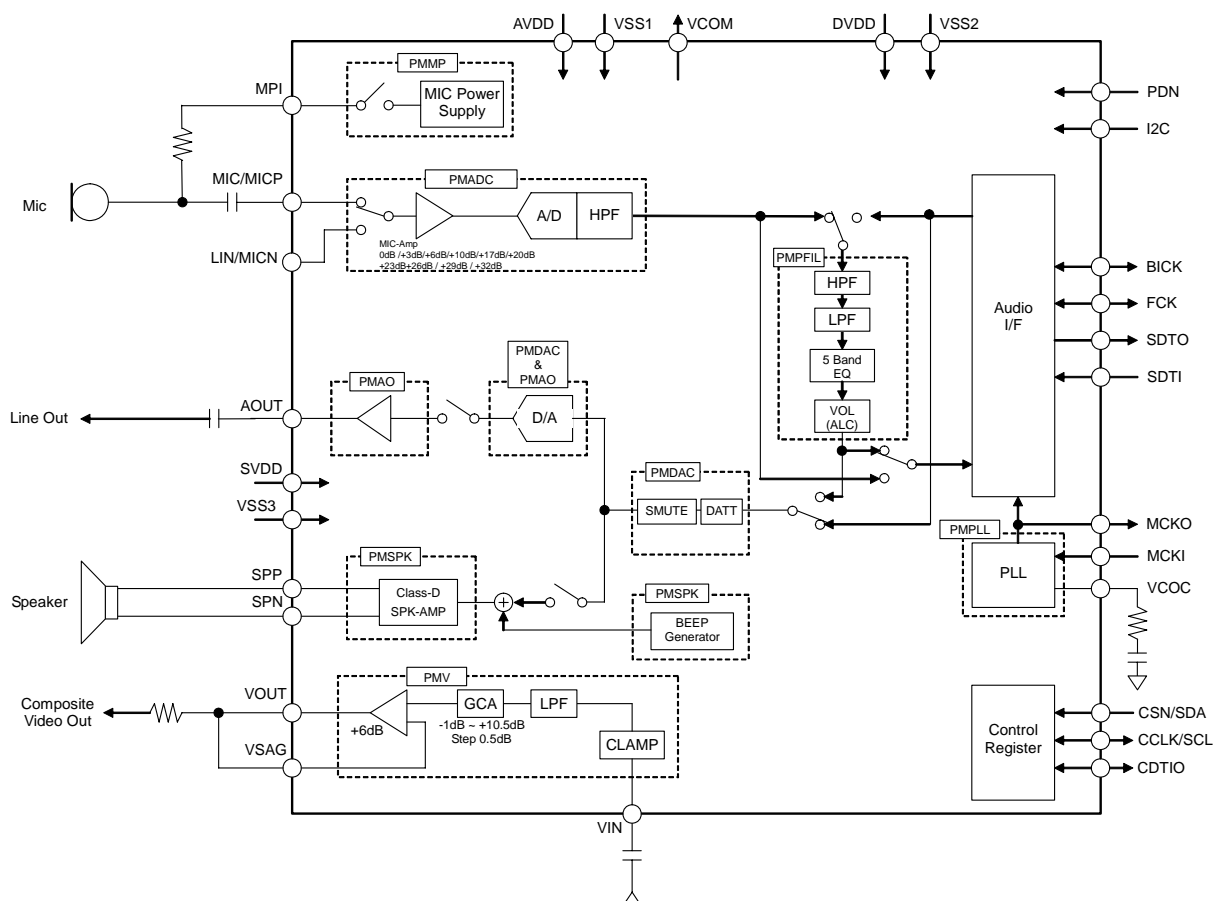 AVDD
VSS1
VCOM
DVDD
VSS2
PMMP
MPI
MIC Power
Supply
PDN
I2C
MIC/MICP
PMADC
Mic
A/D
HPF
MIC-Amp
0dB /+3dB/+6dB/+10dB/+17dB/+20dB
+23dB+26dB / +29dB / +32dB
LIN/MICN
PMPFIL
HPF
LPF
5 Band
EQ
VOL
(ALC)
Audio
I/F
BICK
FCK
SDTO
SDTI
PMDAC
&
PMAO
PMAO
Line Out
AOUT
D/A
SVDD
VSS3
PMDAC
SMUTE
DATT
MCKO
PMPLL
MCKI
PLL
VCOC
PMSPK
SPP
Speaker
SPN
Class-D
SPK-AMP
PMSPK
BEEP
Generator
PMV
VOUT
Composite
Video Out
+6dB
GCA
LPF
-1dB ~ +10.5dB
Step 0.5dB
VSAG
CLAMP
Control
Register
CSN/SDA
CCLK/SCL
CDTIO
VIN